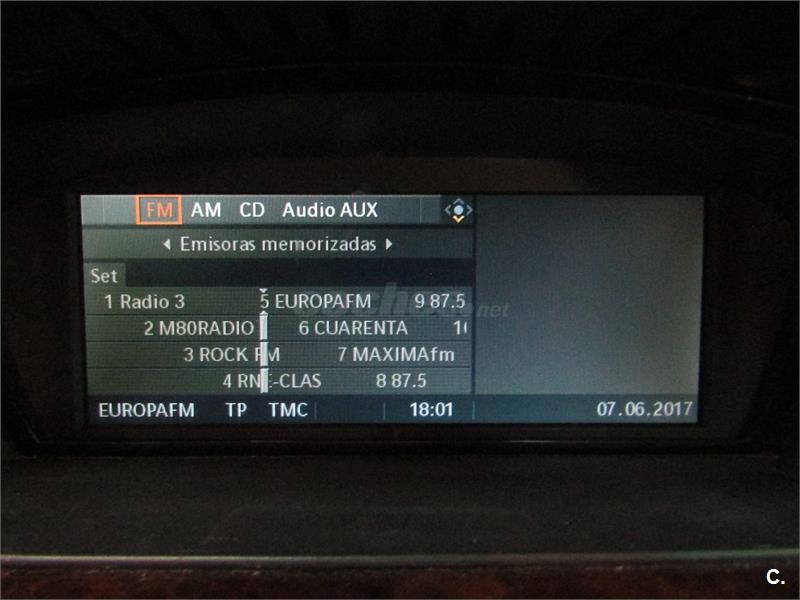 FM AM CD Audio AUX
Emisoras memorizadas
Set
1 Radio 3 5 EUROPAFM 9 87.5
2 M80RADIO 6 CUARENTA
3 ROCK FM 7 MAXIMAfm
4 RNE-CLAS 8 87.5
EUROPAFM TP TMC 18:01 07.06.2017
C.